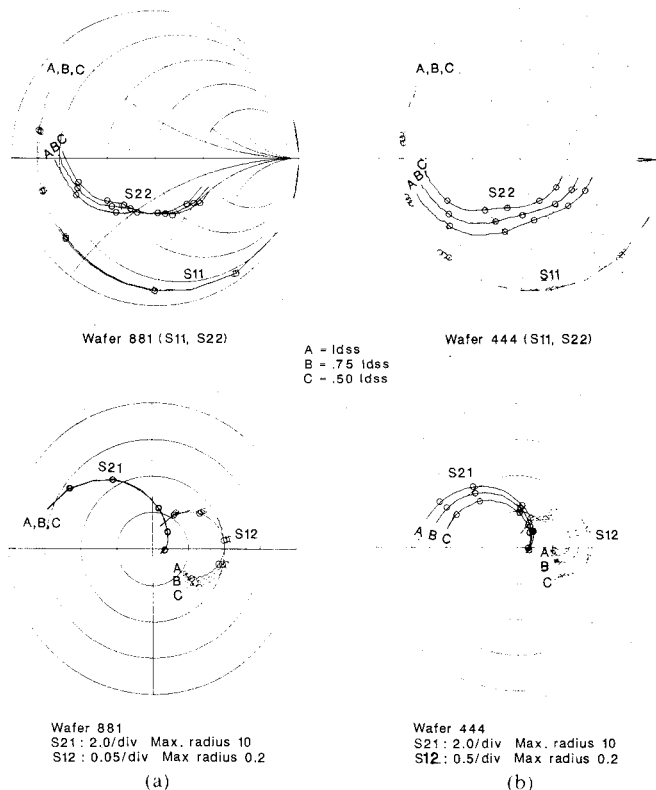 A,B,C
A,B,C
A B C
S22
S11
A B C
S22
S11
Wafer 881 (S11, S22)
Wafer 444 (S11, S22)
A = Idss
B = .75 Idss
C = .50 Idss
S21
A,B,C
S12
A
B
C
S21
A B C
S12
A
B
C
Wafer 881
S21: 2.0/div Max. radius 10
S12: 0.05/div Max radius 0.2
Wafer 444
S21: 2.0/div Max. radius 10
S12: 0.5/div Max radius 0.2
(a)
(b)